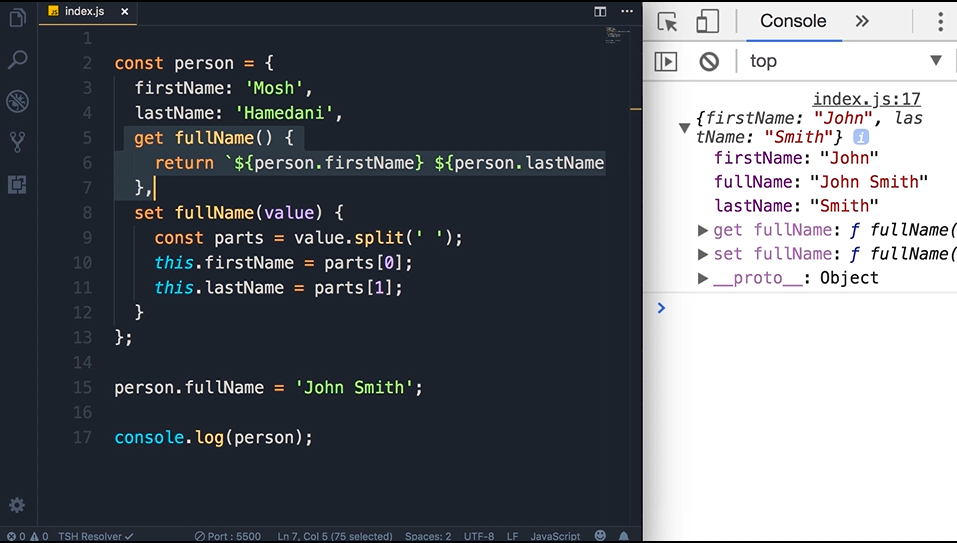 index.js ×
1
2 const person = {
3 firstName: 'Mosh',
4 lastName: 'Hamedani',
5 get fullName() {
6 return `${person.firstName} ${person.lastName
7 },
8 set fullName(value) {
9 const parts = value.split(' ');
10 this.firstName = parts[0];
11 this.lastName = parts[1];
12 }
13 };
14
15 person.fullName = 'John Smith';
16
17 console.log(person);
0 0 TSH Resolver ✓ Port : 5500 Ln 7, Col 5 (75 selected) Spaces: 2 UTF-8 LF JavaScript
Console »
top ▼
index.js:17
▼ {firstName: "John", las
tName: "Smith"} i
firstName: "John"
fullName: "John Smith"
lastName: "Smith"
▶ get fullName: ƒ fullName(
▶ set fullName: ƒ fullName(
▶ __proto__: Object
>